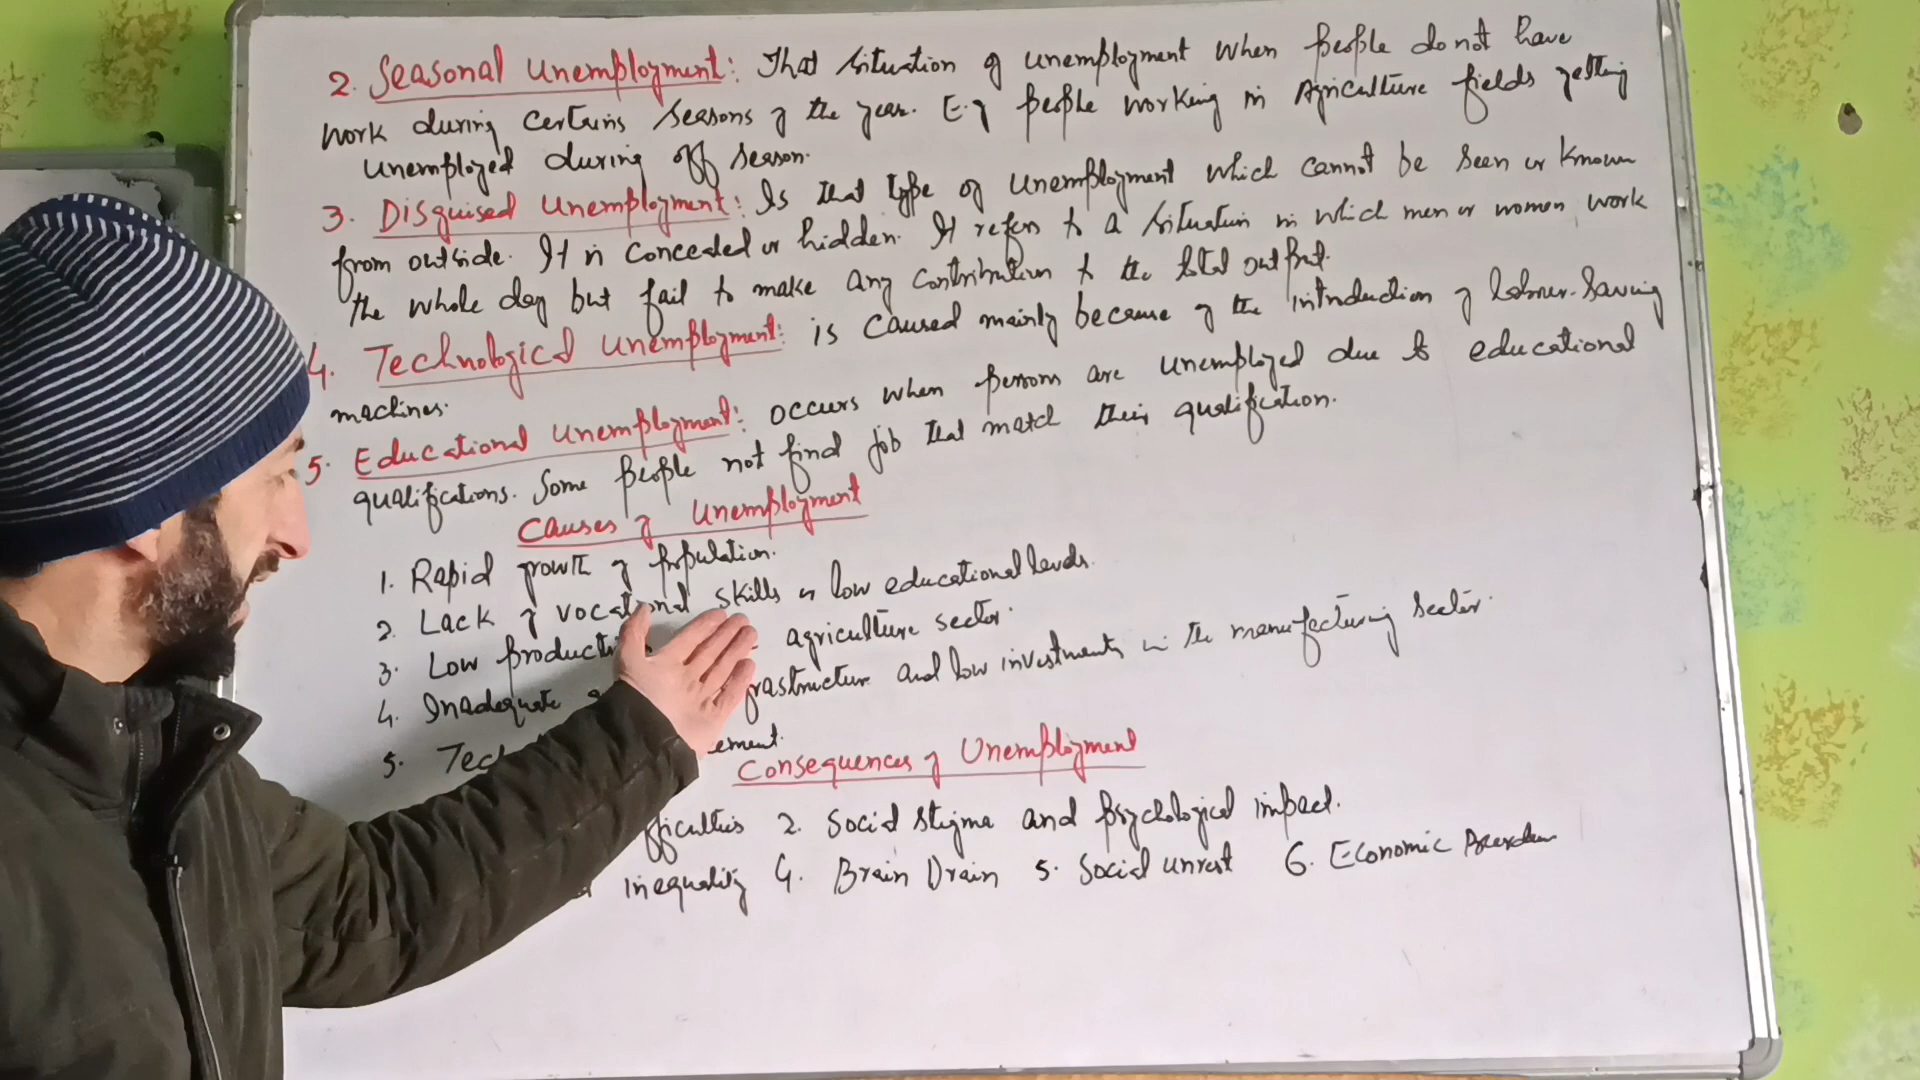 2. Seasonal Unemployment: That situation of unemployment when people do not have
work during certains seasons of the year. E.g people working in Agriculture fields getting
unemployed during off season.
3. Disguised Unemployment: Is that type of unemployment which cannot be seen or known
from outside. It is concealed or hidden. It refers to a situation in which men or women work
the whole day but fail to make any contribution to the total output.
4. Technological unemployment: is caused mainly because of the introduction of labour-saving
machines.
5. Educational unemployment: occurs when persons are unemployed due to educational
qualifications. Some people not find job that match their qualification.
Causes of Unemployment
1. Rapid growth of population.
2. Lack of vocational skills or low educational levels.
3. Low agriculture sector.
4. Inadequate and low investments in the manufacturing sector.
5.
Consequences of Unemployment
2. Social stigma and psychological impact.
inequality 4. Brain Drain 5. Social unrest 6. Economic